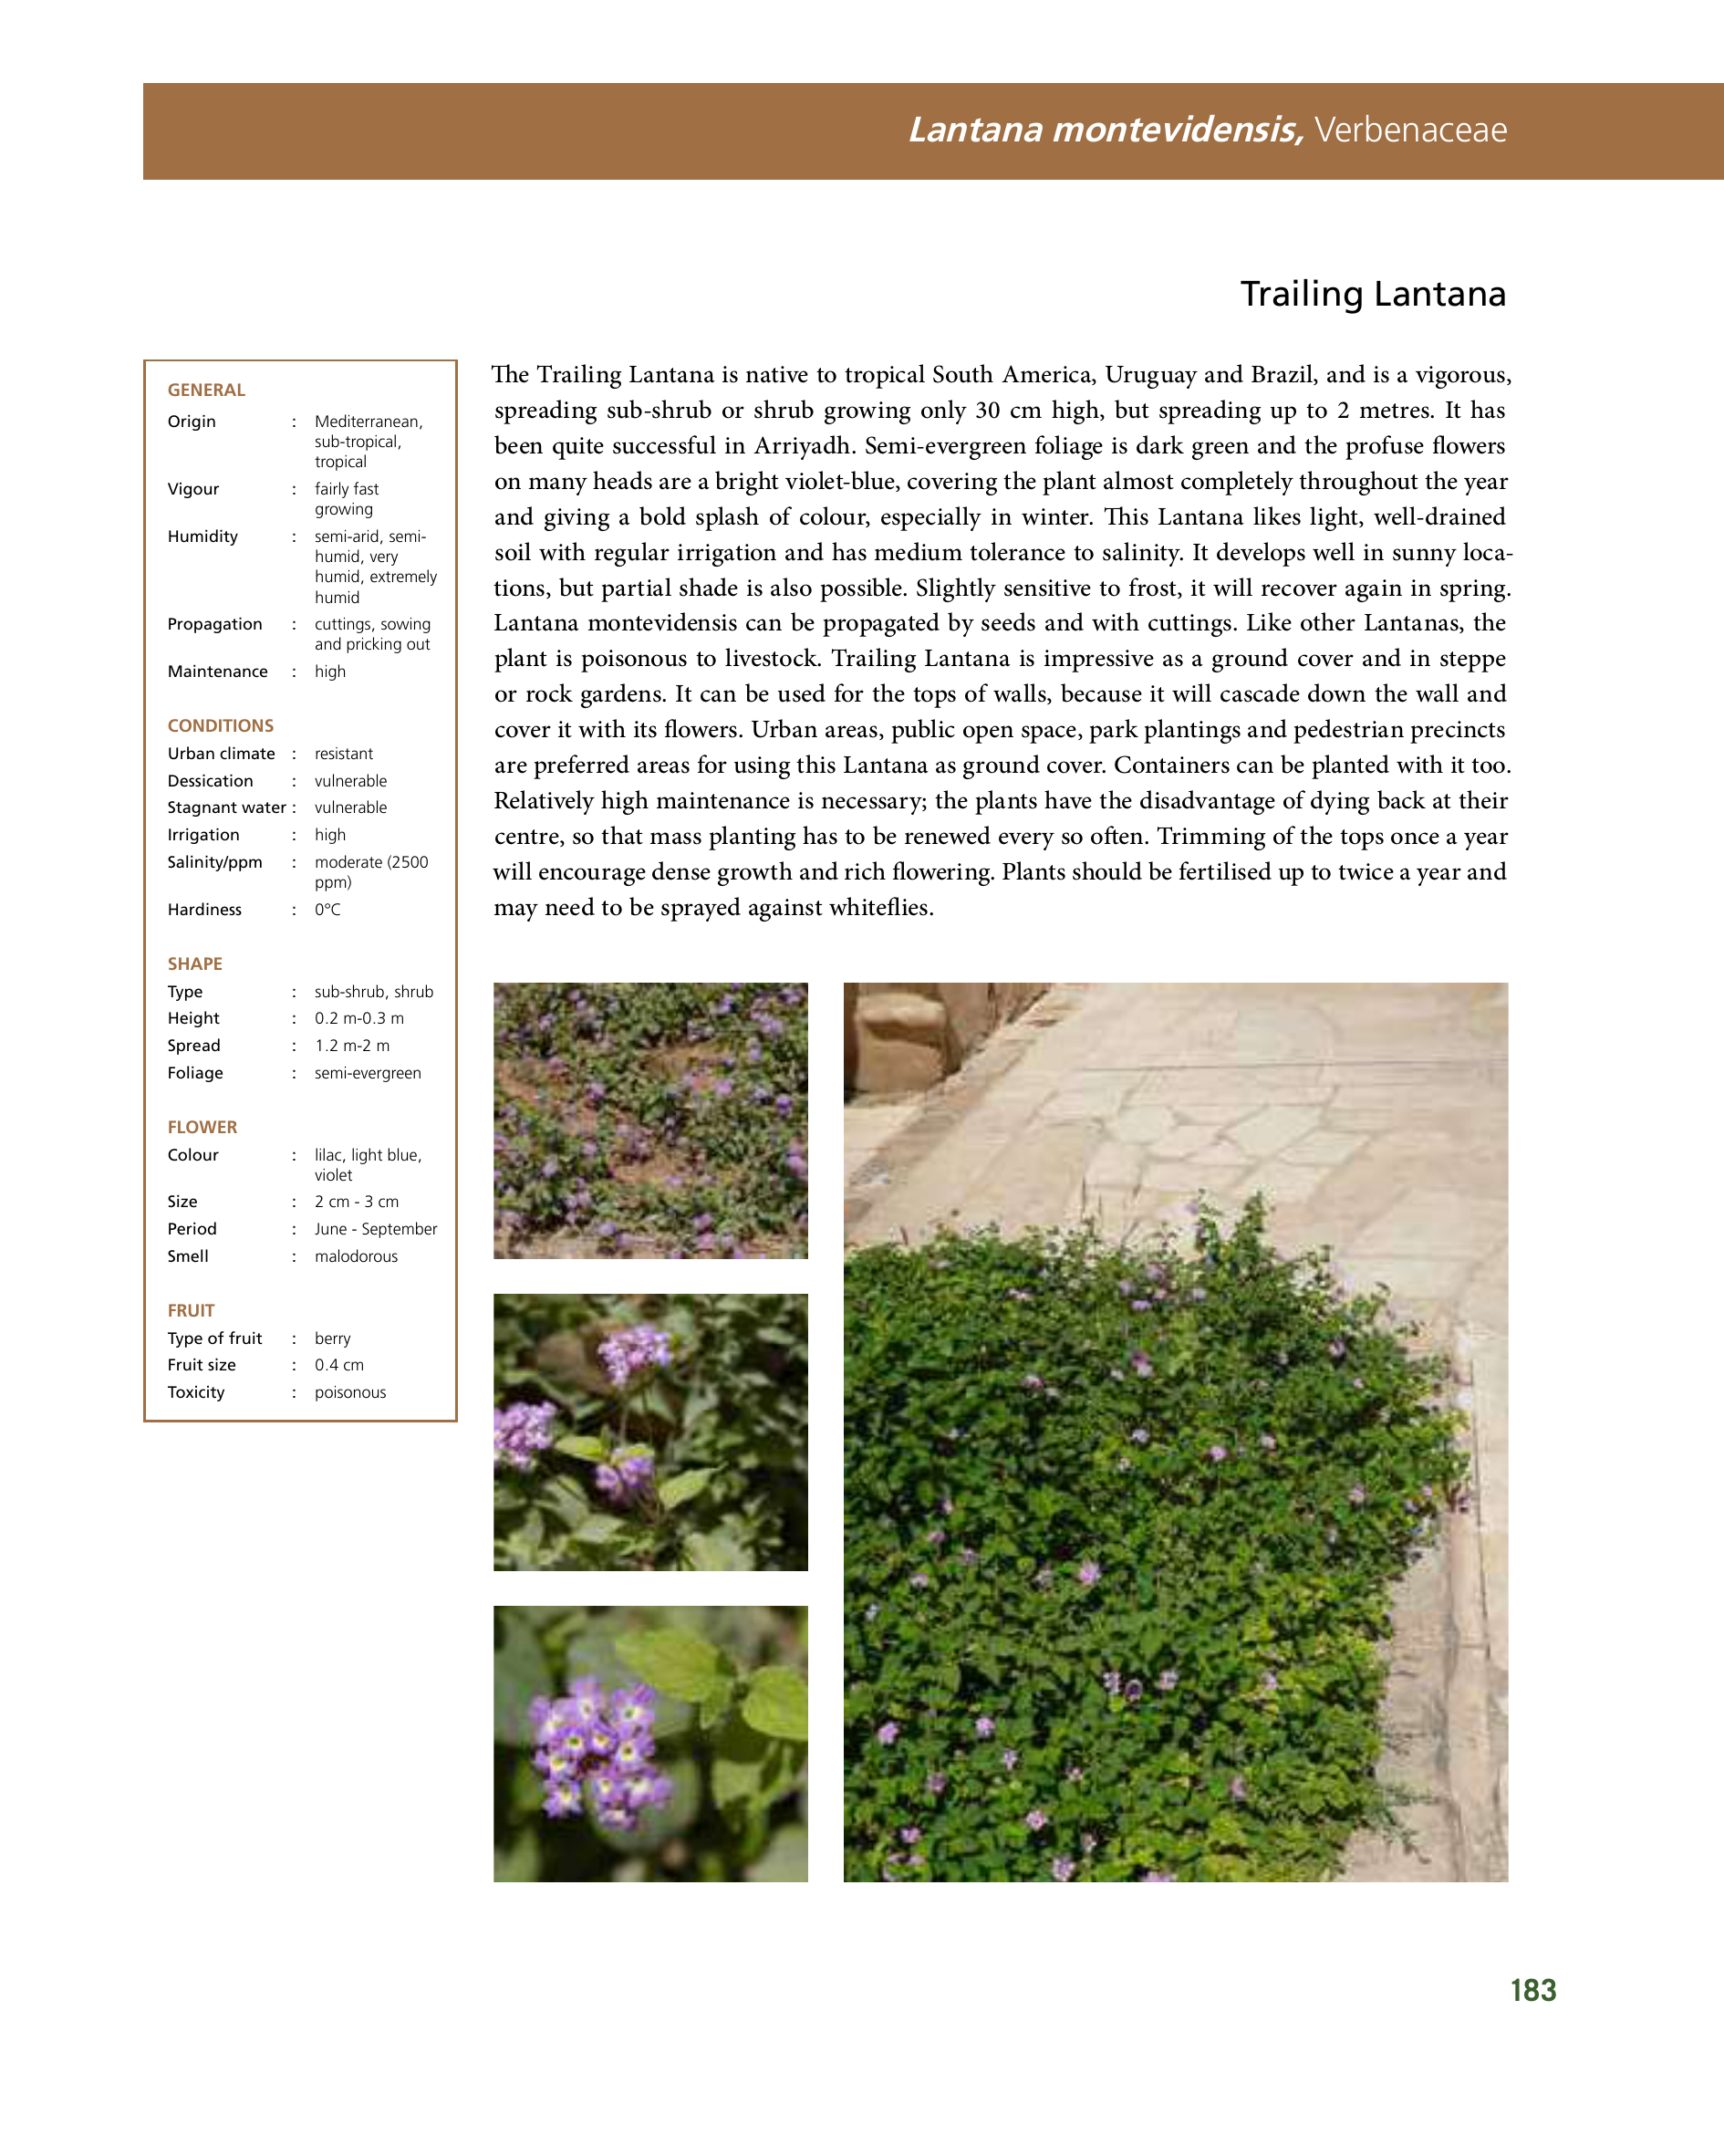 Lantana montevidensis, Verbenaceae
Trailing Lantana
GENERAL
Origin : Mediterranean,
sub-tropical,
tropical
Vigour : fairly fast
growing
Humidity : semi-arid, semi-
humid, very
humid, extremely
humid
Propagation : cuttings, sowing
and pricking out
Maintenance : high
CONDITIONS
Urban climate : resistant
Dessication : vulnerable
Stagnant water : vulnerable
Irrigation : high
Salinity/ppm : moderate (2500
ppm)
Hardiness : 0°C
SHAPE
Type : sub-shrub, shrub
Height : 0.2 m-0.3 m
Spread : 1.2 m-2 m
Foliage : semi-evergreen
FLOWER
Colour : lilac, light blue,
violet
Size : 2 cm - 3 cm
Period : June - September
Smell : malodorous
FRUIT
Type of fruit : berry
Fruit size : 0.4 cm
Toxicity : poisonous
The Trailing Lantana is native to tropical South America, Uruguay and Brazil, and is a vigorous,
spreading sub-shrub or shrub growing only 30 cm high, but spreading up to 2 metres. It has
been quite successful in Arriyadh. Semi-evergreen foliage is dark green and the profuse flowers
on many heads are a bright violet-blue, covering the plant almost completely throughout the year
and giving a bold splash of colour, especially in winter. This Lantana likes light, well-drained
soil with regular irrigation and has medium tolerance to salinity. It develops well in sunny loca-
tions, but partial shade is also possible. Slightly sensitive to frost, it will recover again in spring.
Lantana montevidensis can be propagated by seeds and with cuttings. Like other Lantanas, the
plant is poisonous to livestock. Trailing Lantana is impressive as a ground cover and in steppe
or rock gardens. It can be used for the tops of walls, because it will cascade down the wall and
cover it with its flowers. Urban areas, public open space, park plantings and pedestrian precincts
are preferred areas for using this Lantana as ground cover. Containers can be planted with it too.
Relatively high maintenance is necessary; the plants have the disadvantage of dying back at their
centre, so that mass planting has to be renewed every so often. Trimming of the tops once a year
will encourage dense growth and rich flowering. Plants should be fertilised up to twice a year and
may need to be sprayed against whiteflies.
183